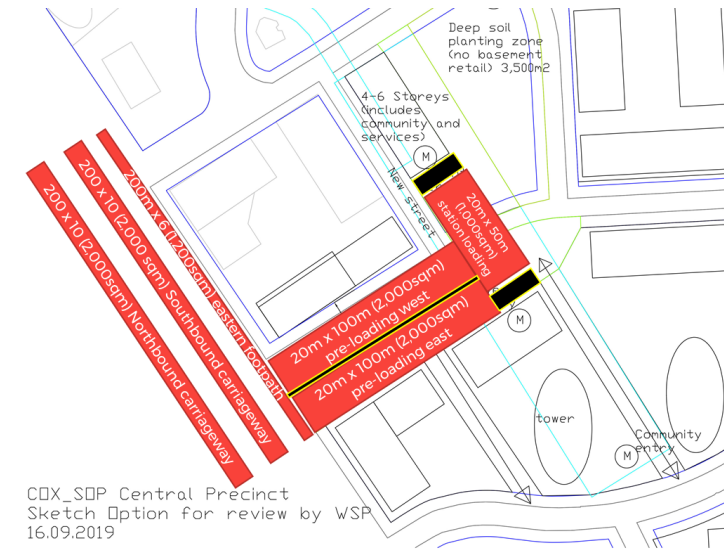 Deep soil
planting zone
(no basement
retail) 3,500m2
4-6 Storeys
(includes
community and
services)
M
New street
20m x 50m
(1,000sqm)
station loading
200 x 10 (2,000sqm) Northbound carriageway
200 x 10 (2,000 sqm) Southbound carriageway
200m x 6 (1,200sqm) eastern footpath
20m x 100m (2,000sqm)
pre-loading west
20m x 100m (2,000sqm)
pre-loading east
M
tower
Community
entry
M
C▯X_S▯P Central Precinct
Sketch ▯ption for review by WSP
16.09.2019